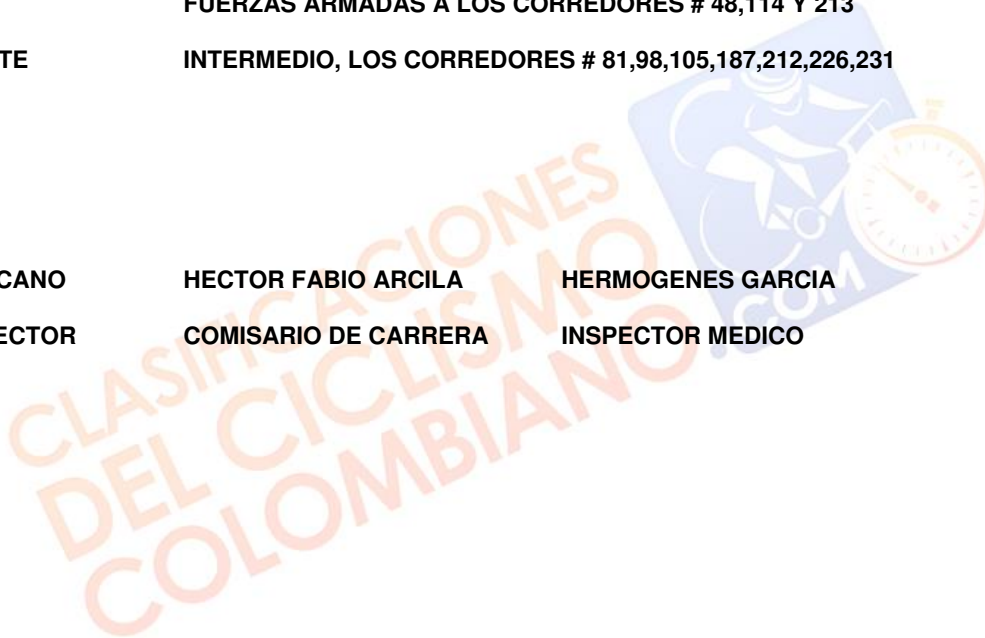 FUERZAS ARMADAS A LOS CORREDORES # 48,114 Y 213
TE INTERMEDIO, LOS CORREDORES # 81,98,105,187,212,226,231
CANO HECTOR FABIO ARCILA HERMOGENES GARCIA
ECTOR COMISARIO DE CARRERA INSPECTOR MEDICO
CLASIFICACIONES
DEL CICLISMO
COLOMBIANO.COM